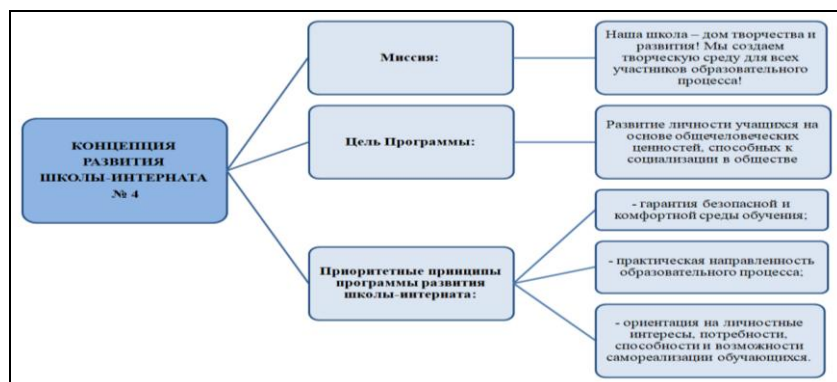 КОНЦЕПЦИЯ
РАЗВИТИЯ
ШКОЛЫ-ИНТЕРНАТА
№ 4
Миссия:
Наша школа – дом творчества и
развития! Мы создаем
творческую среду для всех
участников образовательного
процесса!
Цель Программы:
Развитие личности учащихся на
основе общечеловеческих
ценностей, способных к
социализации в обществе
Приоритетные принципы
программы развития
школы-интерната:
- гарантия безопасной и
комфортной среды обучения;
- практическая направленность
образовательного процесса;
- ориентация на личностные
интересы, потребности,
способности и возможности
самореализации обучающихся.